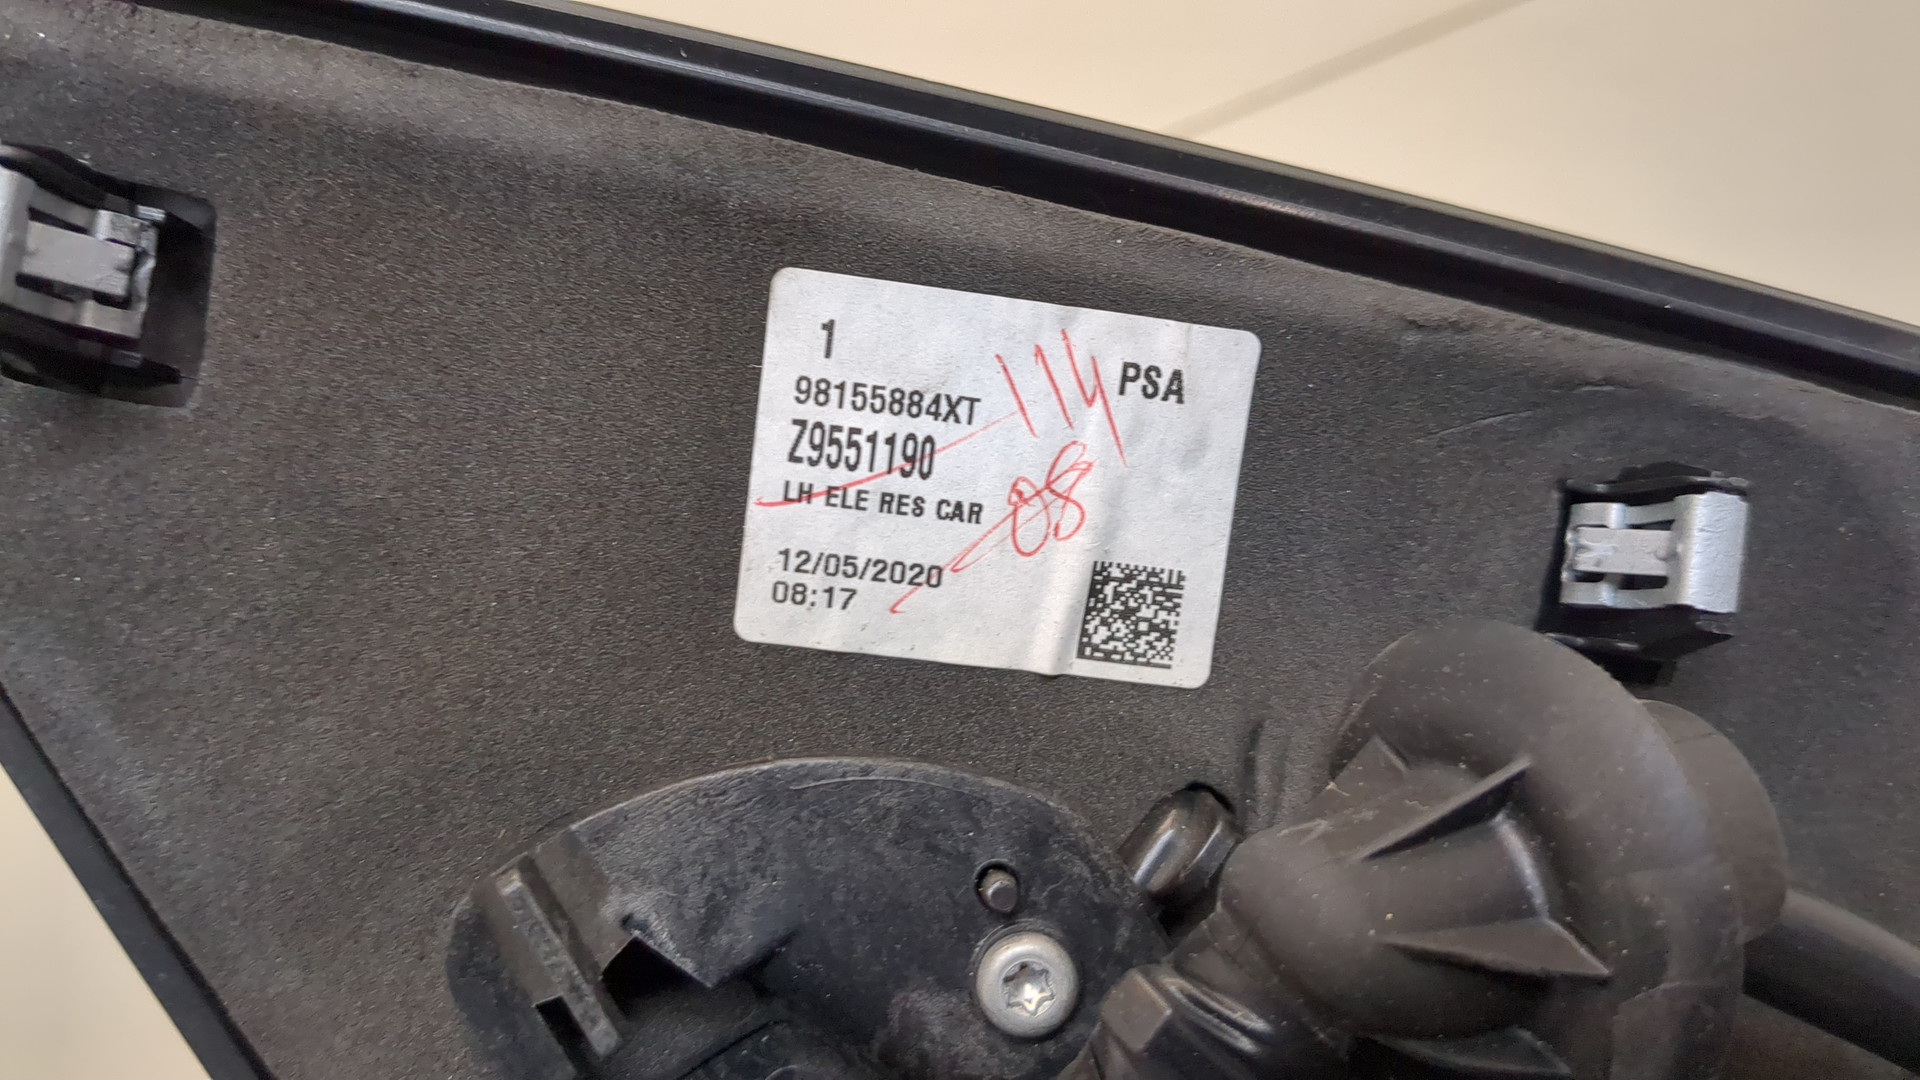 1
PSA
98155884XT
114
Z9551190
LH ELE RES CAR
08
12/05/2020
08:17